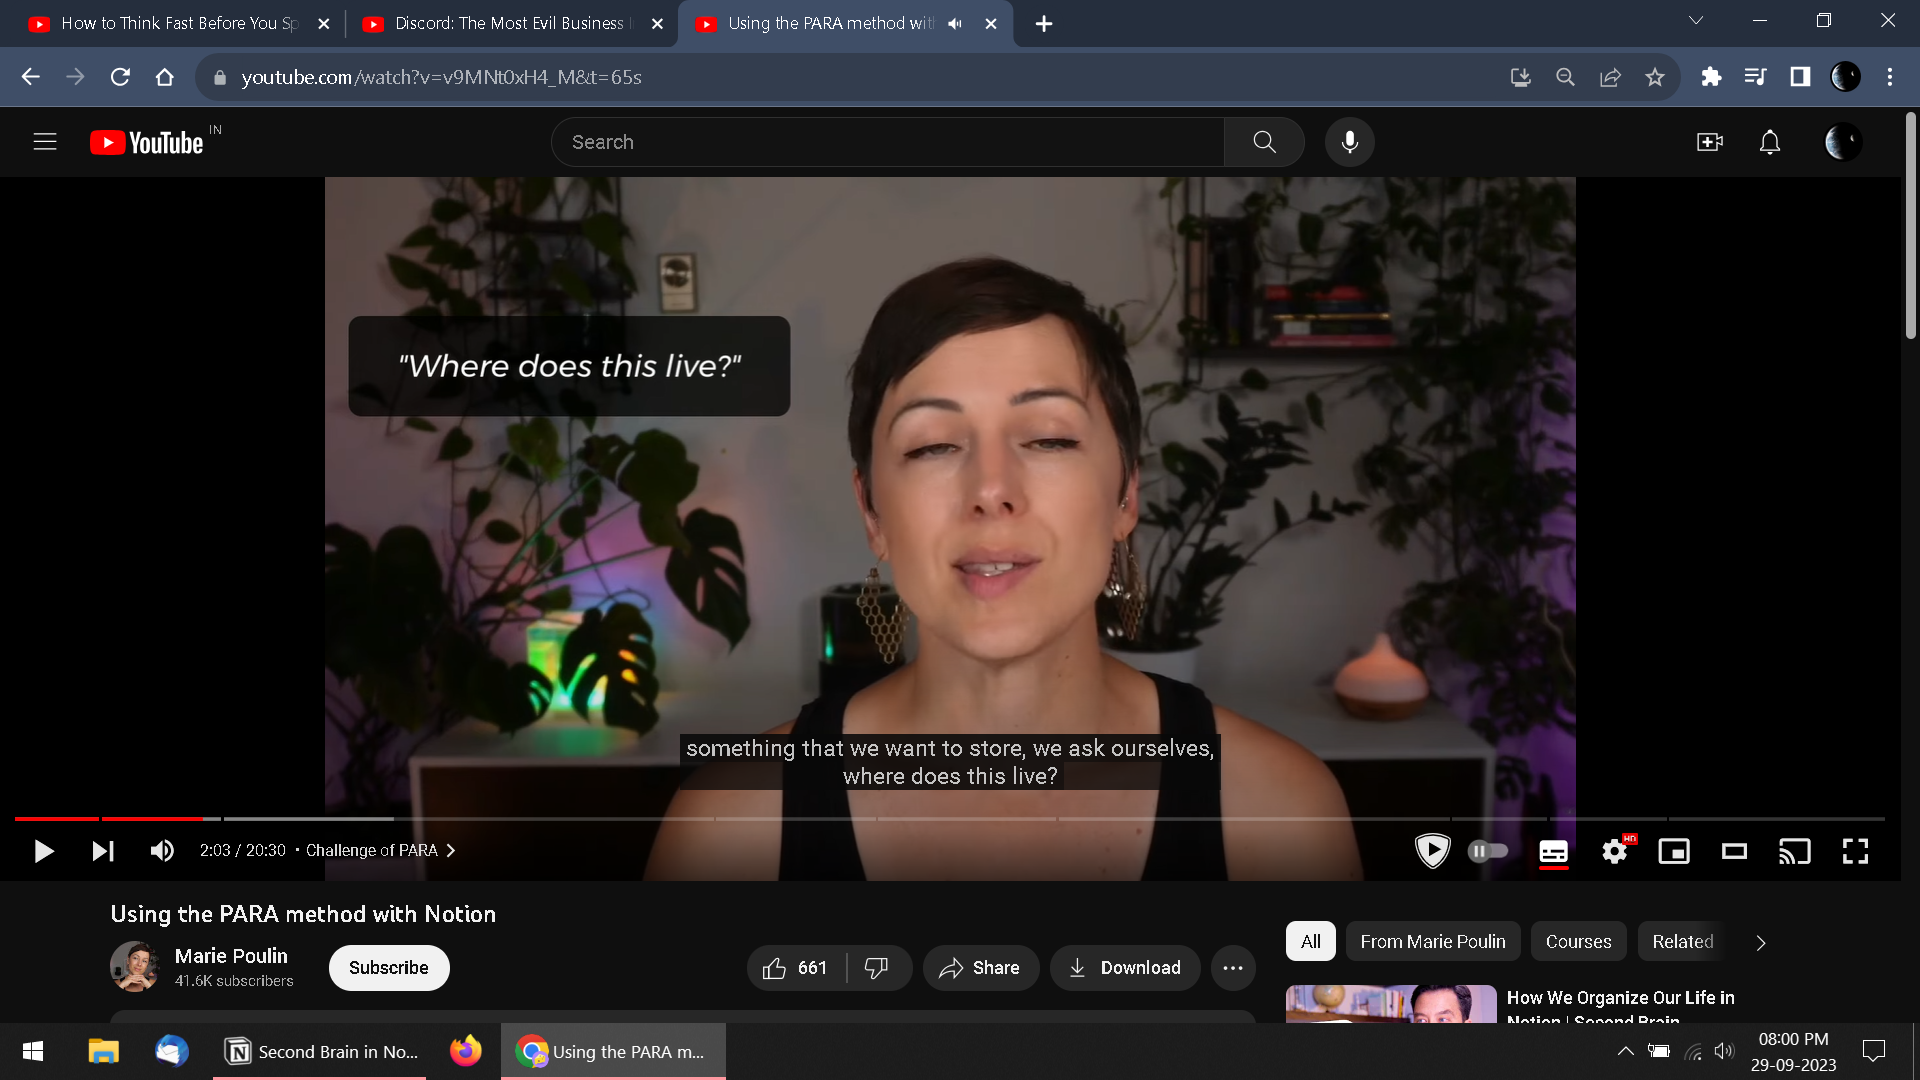 How to Think Fast Before You Sp
Discord: The Most Evil Business
Using the PARA method wit
youtube.com/watch?v=v9MNt0xH4_M&t=65s
YouTube IN
Search
"Where does this live?"
something that we want to store, we ask ourselves,
where does this live?
2:03 / 20:30 • Challenge of PARA
HD
Using the PARA method with Notion
Marie Poulin
41.6K subscribers
Subscribe
661
Share
Download
All
From Marie Poulin
Courses
Related
How We Organize Our Life in
Notion | Second Brain
Second Brain in No...
Using the PARA m...
08:00 PM
29-09-2023